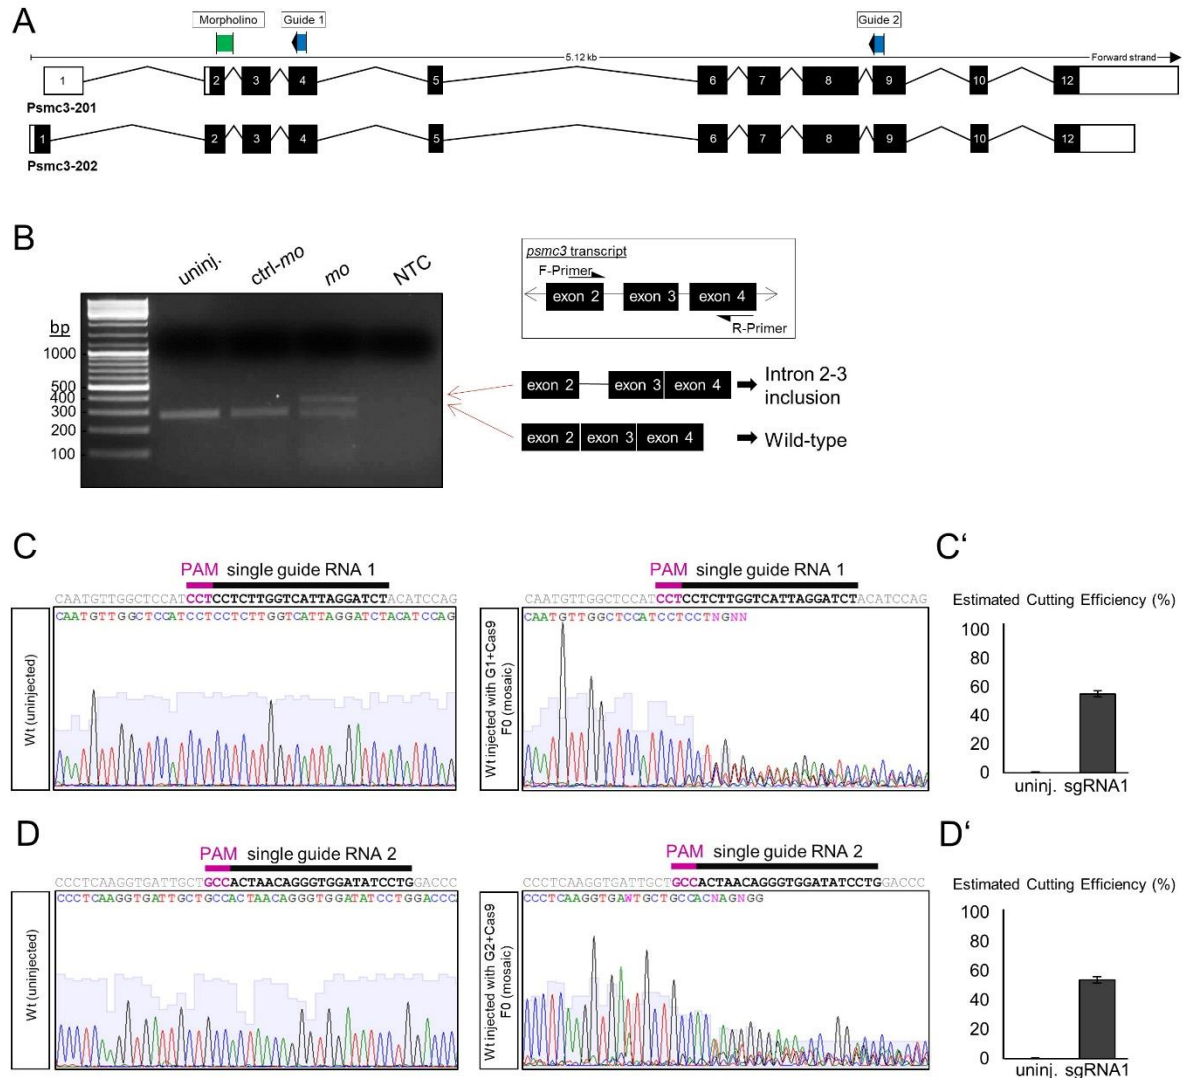 A
Morpholino
Guide 1
Guide 2
5.12 kb
Forward strand
1 2 3 4 5 6 7 8 9 10 12
Psmc3-201
1 2 3 4 5 6 7 8 9 10 12
Psmc3-202
B
uninj.
ctrl-mo
mo
NTC
bp
1000
500
400
300
200
100
psmc3 transcript
F-Primer
exon 2 exon 3 exon 4
R-Primer
exon 2 exon 3 exon 4
Intron 2-3
inclusion
exon 2 exon 3 exon 4
Wild-type
C
PAM single guide RNA 1
CAATGTTGGCTCCATCCTCCTCTTGGTCATTAGGATCTACATCCAG
CAATGTTGGCTCCATCCTCCTCTTGGTCATTAGGATCTACATCCAG
Wt (uninjected)
PAM single guide RNA 1
CAATGTTGGCTCCATCCTCCTCTTGGTCATTAGGATCTACATCCAG
CAATGTTGGCTCCATCCTCCTNGNN
Wt injected with G1+Cas9
F0 (mosaic)
C'
Estimated Cutting Efficiency (%)
100
80
60
40
20
0
uninj. sgRNA1
D
PAM single guide RNA 2
CCCTCAAGGTGATTGCTGCCACTAACAGGGTGGATATCCTGGACCC
CCCTCAAGGTGATTGCTGCCACTAACAGGGTGGATATCCTGGACCC
Wt (uninjected)
PAM single guide RNA 2
CCCTCAAGGTGATTGCTGCCACTAACAGGGTGGATATCCTGGACCC
CCCTCAAGGTGAWTGCTGCCACNAGNGG
Wt injected with G2+Cas9
F0 (mosaic)
D'
Estimated Cutting Efficiency (%)
100
80
60
40
20
0
uninj. sgRNA1